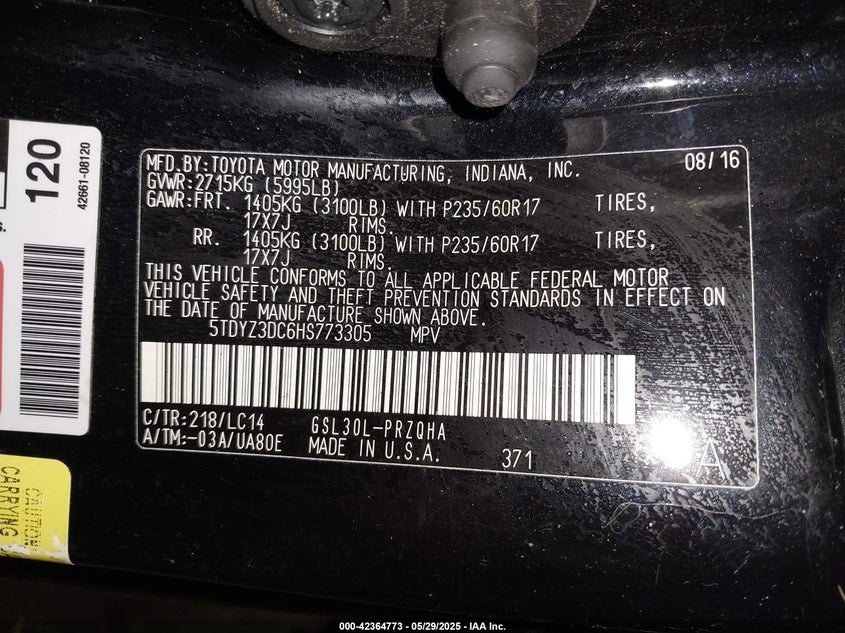 MFD.BY:TOYOTA MOTOR MANUFACTURING, INDIANA, INC. 08/16
GVWR:2715KG (5995LB)
GAWR:FRT. 1405KG (3100LB) WITH P235/60R17 TIRES,
17X7J RIMS.
RR. 1405KG (3100LB) WITH P235/60R17 TIRES,
17X7J RIMS.
THIS VEHICLE CONFORMS TO ALL APPLICABLE FEDERAL MOTOR
VEHICLE SAFETY AND THEFT PREVENTION STANDARDS IN EFFECT ON
THE DATE OF MANUFACTURE SHOWN ABOVE.
5TDYZ3DC6HS773305 MPV
C/TR:218/LC14 GSL30L-PRZQHA
A/TM:-03A/UA80E MADE IN U.S.A. 371
A
120
42661-08120
s.
CAUTION
CARRYING
000-42364773 - 05/29/2025 - IAA Inc.